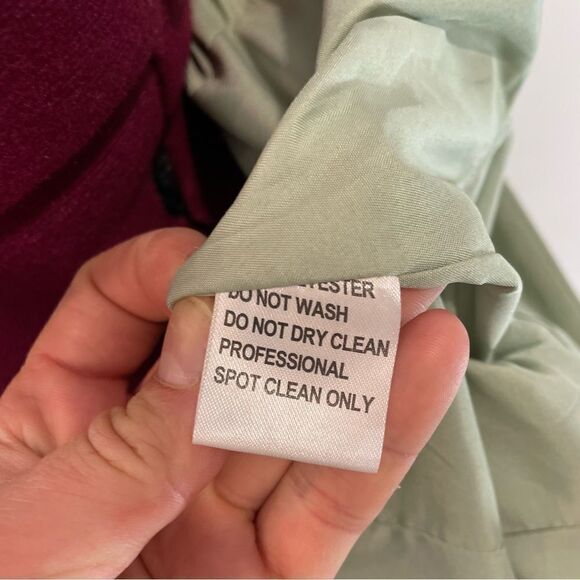 DO NOT WASH
DO NOT DRY CLEAN
PROFESSIONAL
SPOT CLEAN ONLY